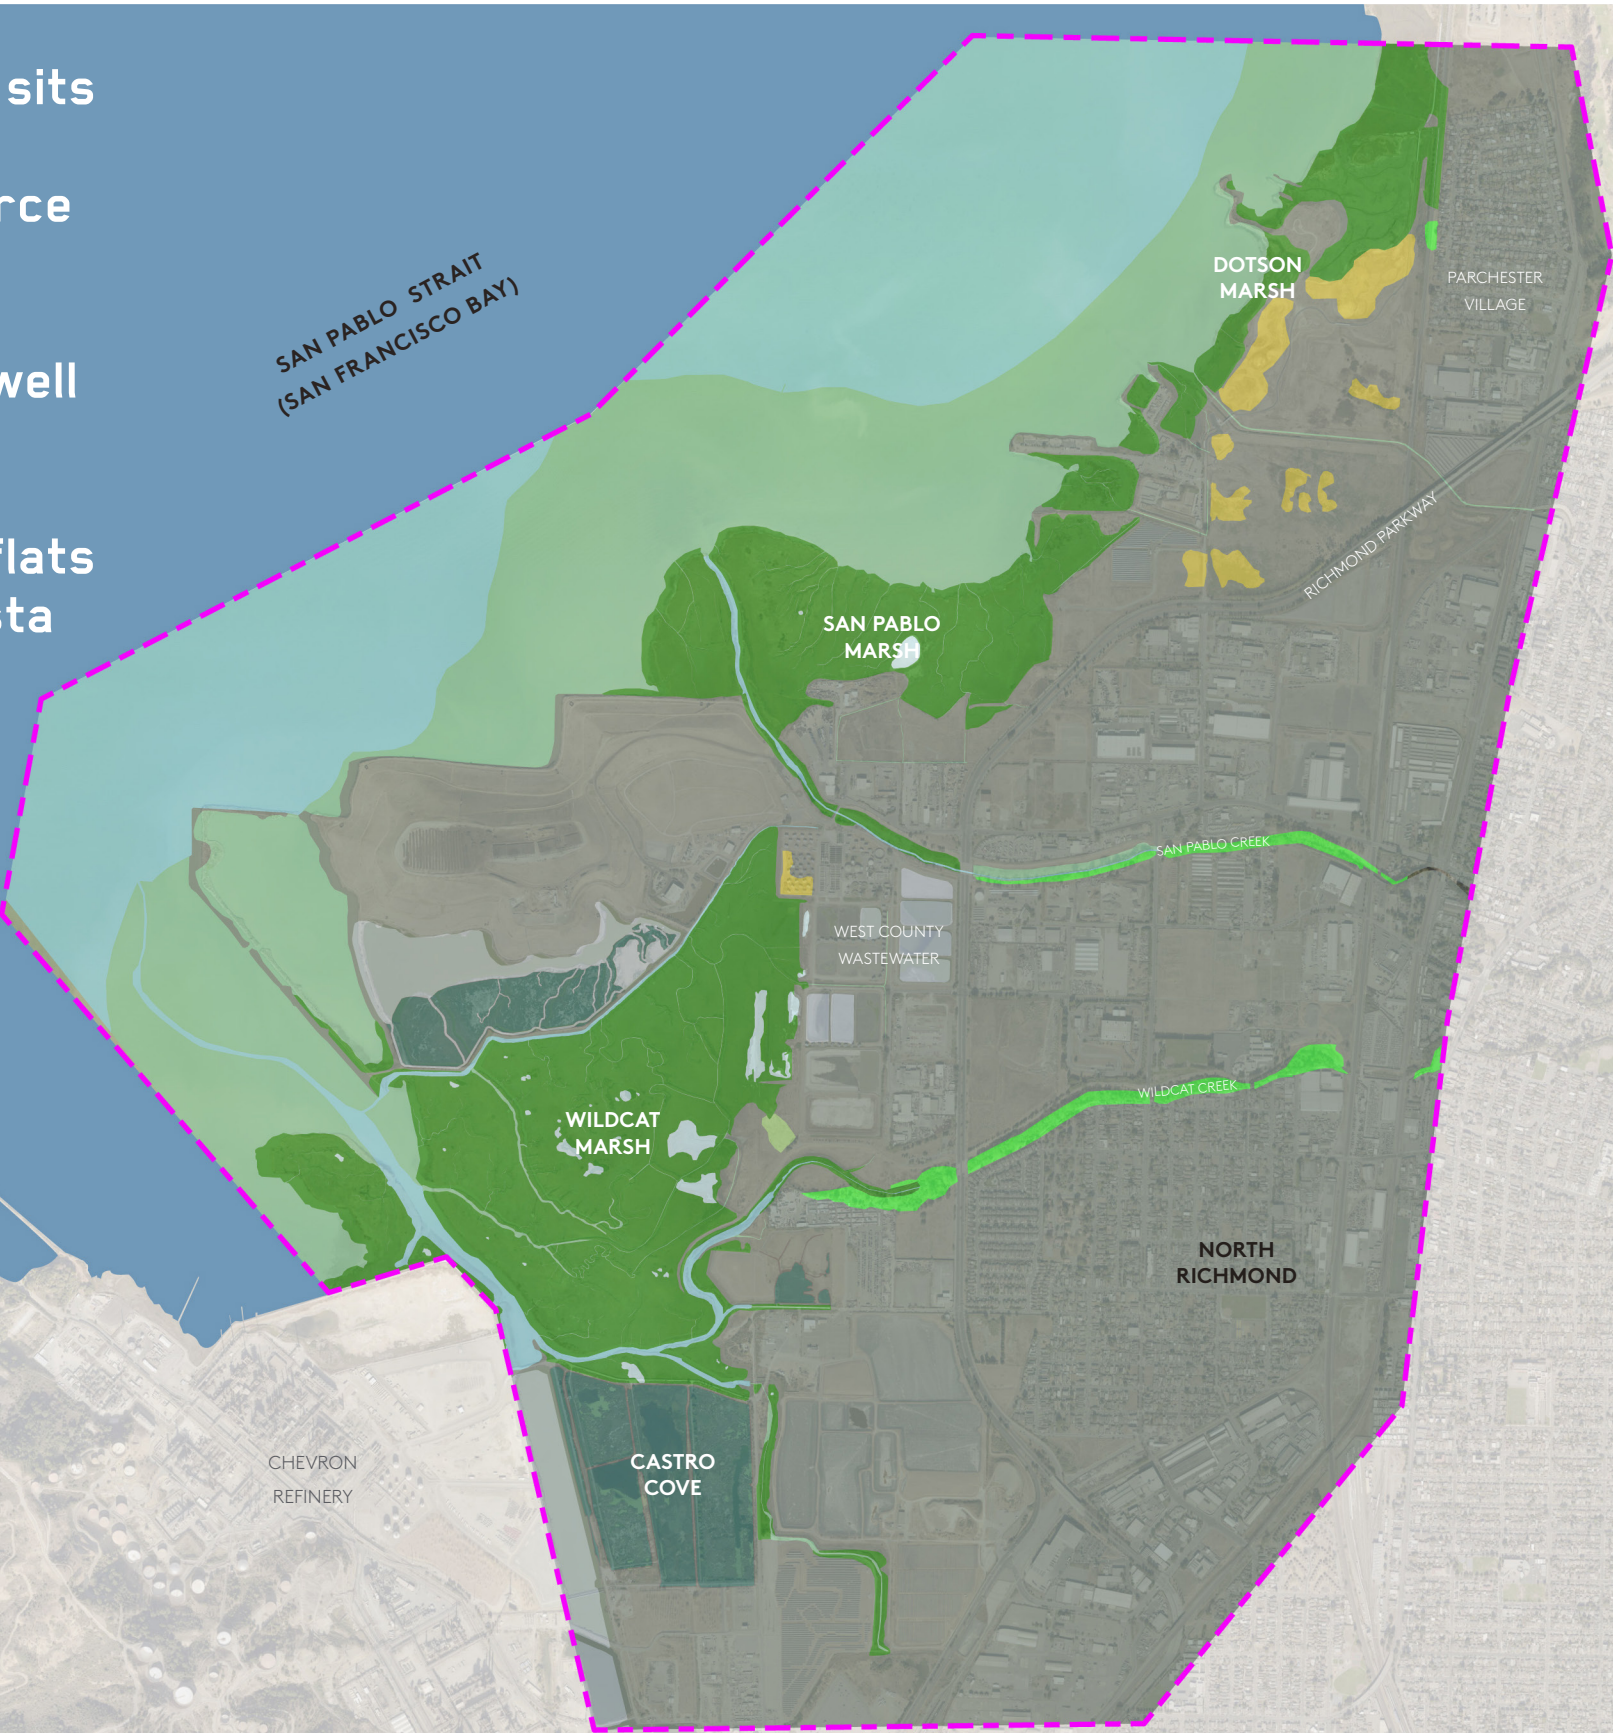 sits
rce
well
flats
sta
SAN PABLO STRAIT
(SAN FRANCISCO BAY)
DOTSON
MARSH
PARCHESTER
VILLAGE
RICHMOND PARKWAY
SAN PABLO
MARSH
SAN PABLO CREEK
WEST COUNTY
WASTEWATER
WILDCAT CREEK
WILDCAT
MARSH
NORTH
RICHMOND
CHEVRON
REFINERY
CASTRO
COVE